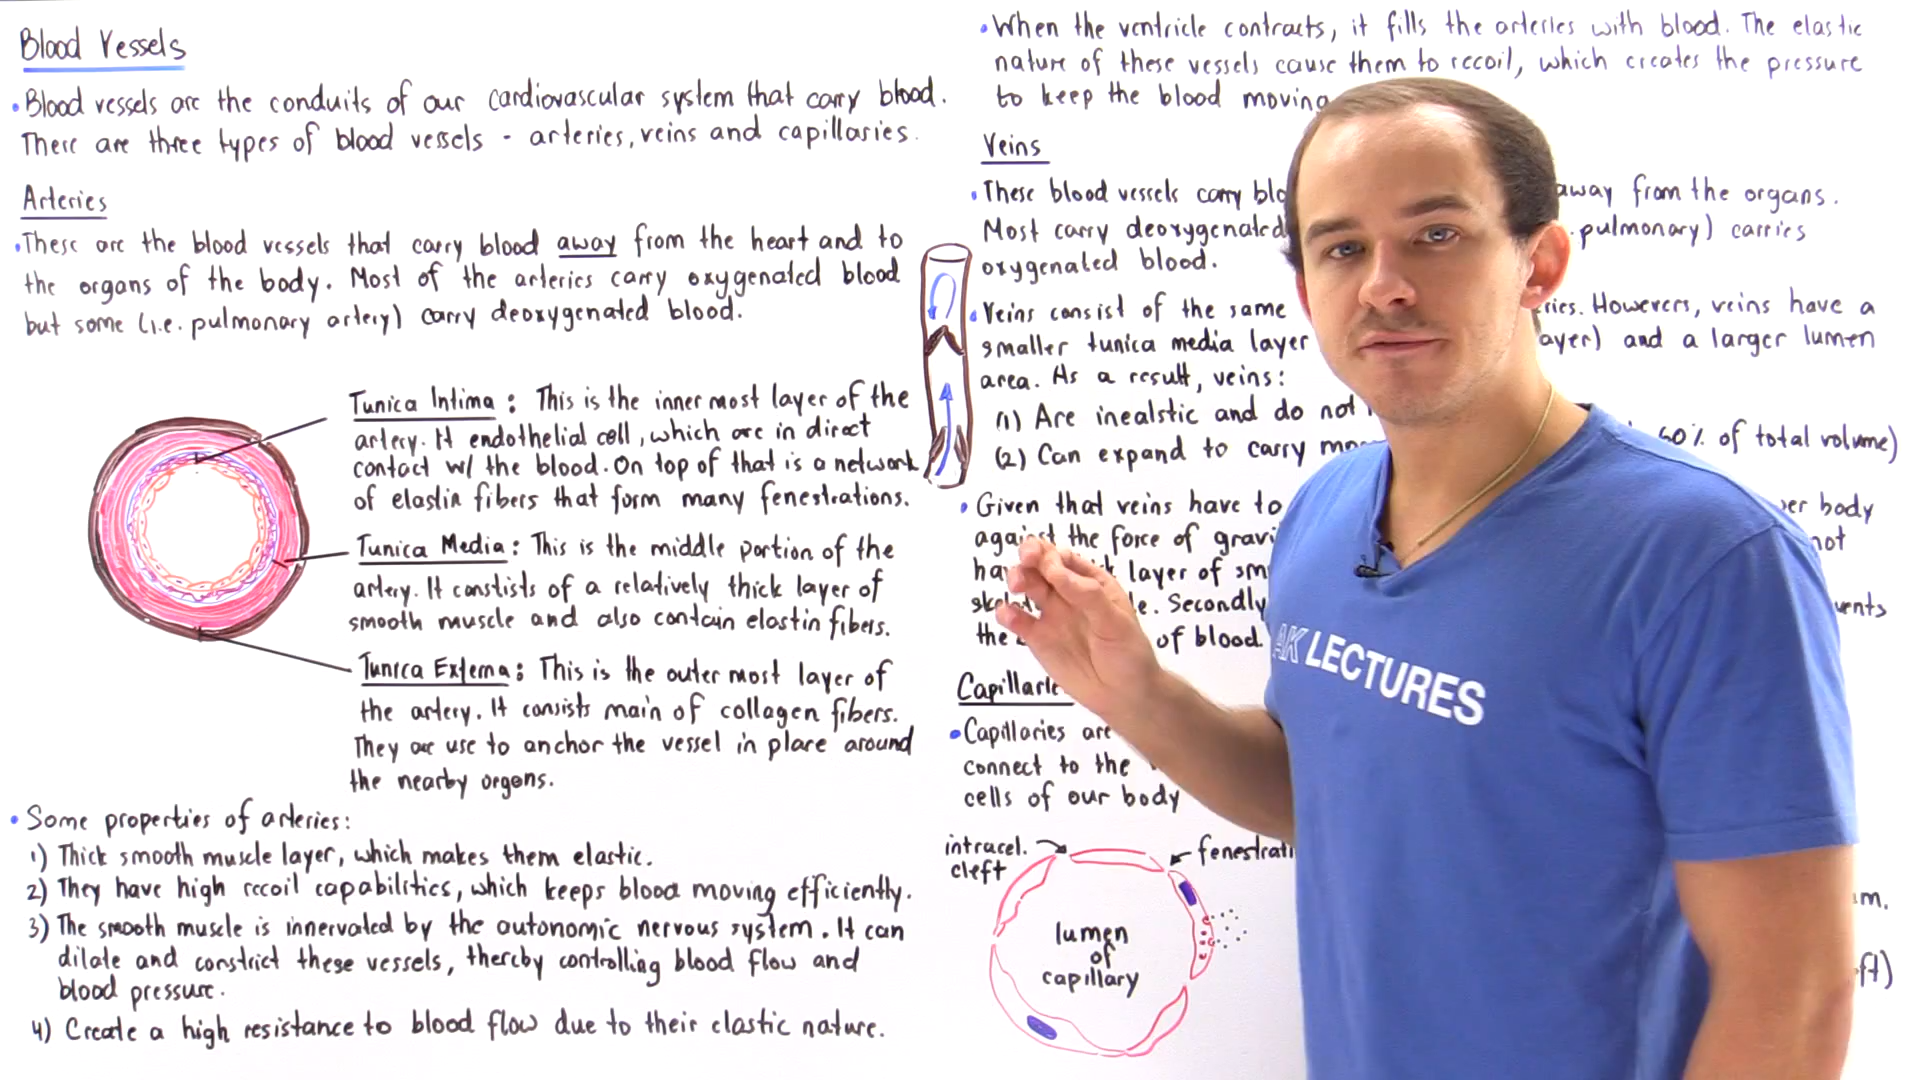 Blood Vessels
• Blood vessels are the conduits of our cardiovascular system that carry blood.
There are three types of blood vessels - arteries, veins and capillaries.
Arteries
• These are the blood vessels that carry blood away from the heart and to
the organs of the body. Most of the arteries carry oxygenated blood
but some (i.e. pulmonary artery) carry deoxygenated blood.
Tunica Intima: This is the inner most layer of the
artery. It endothelial cell, which are in direct
contact w/ the blood. On top of that is a network
of elastin fibers that form many fenestrations.
Tunica Media: This is the middle portion of the
artery. It constists of a relatively thick layer of
smooth muscle and also contain elastin fibers.
Tunica Externa: This is the outer most layer of
the artery. It consists main of collagen fibers.
They are use to anchor the vessel in place around
the nearby organs.
• Some properties of arteries:
1) Thick smooth muscle layer, which makes them elastic.
2) They have high recoil capabilities, which keeps blood moving efficiently.
3) The smooth muscle is innervated by the autonomic nervous system. It can
dilate and constrict these vessels, thereby controlling blood flow and
blood pressure.
4) Create a high resistance to blood flow due to their elastic nature.
• When the ventricle contracts, it fills the arteries with blood. The elastic
nature of these vessels cause them to recoil, which creates the pressure
to keep the blood moving
Veins
• These blood vessels carry away from the organs.
Most carry deoxygenated pulmonary) carries
oxygenated blood.
• Veins consist of the same However, veins have a
smaller tunica media layer and a larger lumen
area. As a result, veins:
(1) Are inealstic and do not
(2) Can expand to carry 60% of total volume)
• Given that veins have to body
against the force of not
layer of
Secondly
the of blood.
• Capillaries are
connect to the
cells of our body
intracel.
cleft
lumen
of
capillary
AK LECTURES